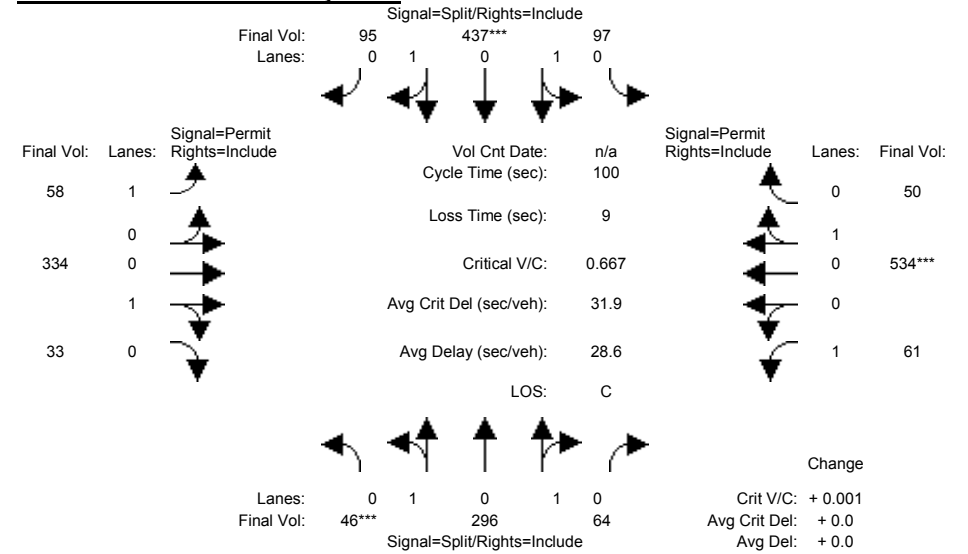 Signal=Split/Rights=Include
Final Vol: 95 437*** 97
Lanes: 0 1 0 1 0
Signal=Permit
Final Vol: Lanes: Rights=Include
Vol Cnt Date: n/a
Signal=Permit
Rights=Include Lanes: Final Vol:
Cycle Time (sec): 100
58 1
0 50
Loss Time (sec): 9
0
1
334 0
Critical V/C: 0.667
0 534***
1
Avg Crit Del (sec/veh): 31.9
0
33 0
Avg Delay (sec/veh): 28.6
1 61
LOS: C
Lanes: 0 1 0 1 0
Final Vol: 46*** 296 64
Signal=Split/Rights=Include
Change
Crit V/C: + 0.001
Avg Crit Del: + 0.0
Avg Del: + 0.0